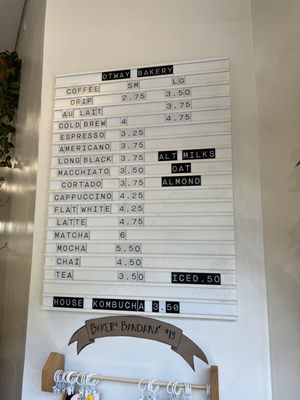 OTWAY BAKERY
COFFEE SM LG
DRIP 2.75 3.50
AU LAIT 3.75
COLD BREW 4 4.75
ESPRESSO 3.25
AMERICANO 3.75
LONG BLACK 3.75 ALT MILKS
MACCHIATO 3.50 OAT
CORTADO 3.75 ALMOND
CAPPUCCINO 4.25
FLAT WHITE 4.25
LATTE 4.75
MATCHA 6
MOCHA 5.50
CHAI 4.50
TEA 3.50 ICED.50
HOUSE KOMBUCHA 3.50
BAKER'S BANDANA $15